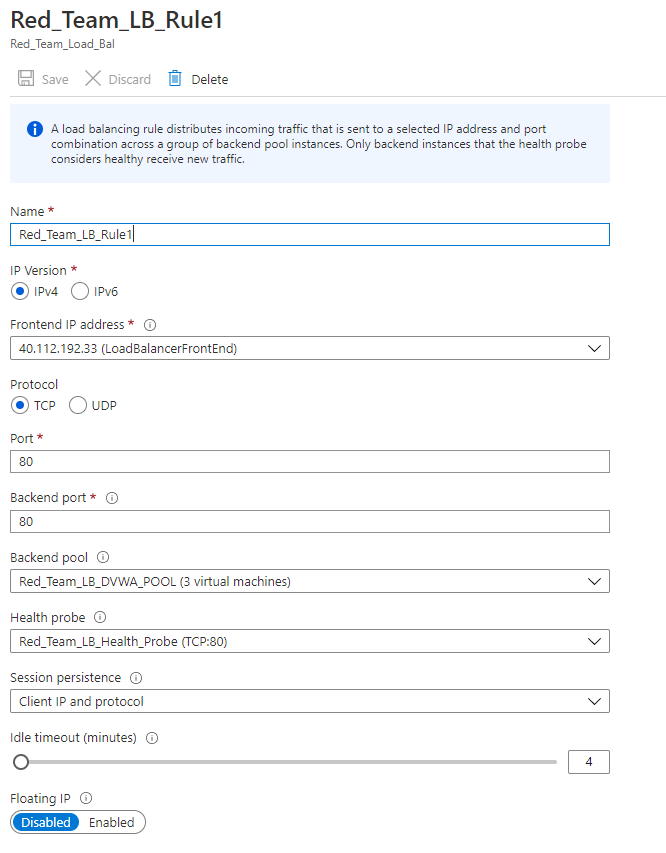 Red_Team_LB_Rule1
Red_Team_Load_Bal
Save Discard Delete
A load balancing rule distributes incoming traffic that is sent to a selected IP address and port
combination across a group of backend pool instances. Only backend instances that the health probe
considers healthy receive new traffic.
Name *
Red_Team_LB_Rule1
IP Version *
IPv4 IPv6
Frontend IP address *
40.112.192.33 (LoadBalancerFrontEnd)
Protocol
TCP UDP
Port *
80
Backend port *
80
Backend pool
Red_Team_LB_DVWA_POOL (3 virtual machines)
Health probe
Red_Team_LB_Health_Probe (TCP:80)
Session persistence
Client IP and protocol
Idle timeout (minutes)
4
Floating IP
Disabled Enabled